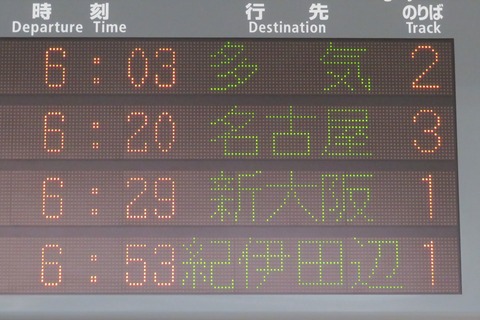 時刻 行先 のりば
Departure Time Destination Track
6:03 多気 2
6:20 名古屋 3
6:29 新大阪 1
6:53 紀伊田辺 1